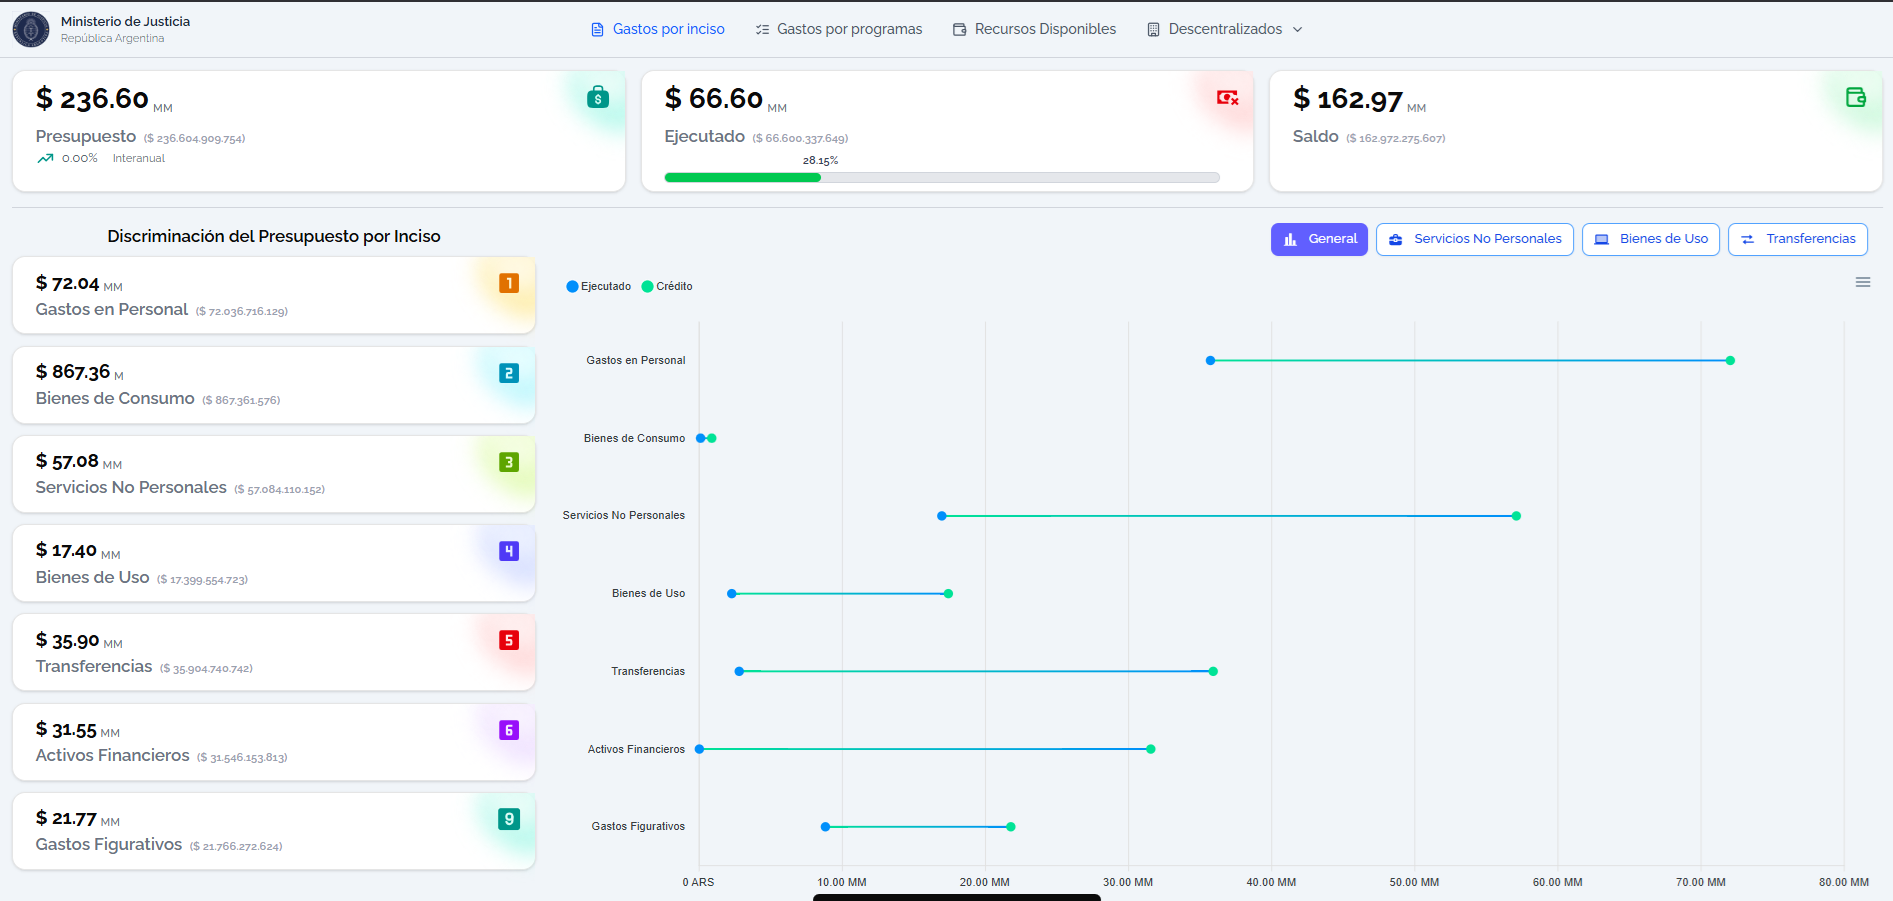 Ministerio de Justicia
República Argentina
Gastos por inciso
Gastos por programas
Recursos Disponibles
Descentralizados
$ 236.60 MM
Presupuesto ($ 236.604.909.754)
0.00% Interanual
$ 66.60 MM
Ejecutado ($ 66.600.337.649)
28.15%
$ 162.97 MM
Saldo ($ 162.972.275.607)
Discriminación del Presupuesto por Inciso
$ 72.04 MM
1
Gastos en Personal ($ 72.036.716.129)
$ 867.36 M
2
Bienes de Consumo ($ 867.361.576)
$ 57.08 MM
3
Servicios No Personales ($ 57.084.110.152)
$ 17.40 MM
4
Bienes de Uso ($ 17.399.554.723)
$ 35.90 MM
5
Transferencias ($ 35.904.740.742)
$ 31.55 MM
6
Activos Financieros ($ 31.546.153.813)
$ 21.77 MM
9
Gastos Figurativos ($ 21.766.272.624)
General
Servicios No Personales
Bienes de Uso
Transferencias
Ejecutado Crédito
Gastos en Personal
Bienes de Consumo
Servicios No Personales
Bienes de Uso
Transferencias
Activos Financieros
Gastos Figurativos
0 ARS 10.00 MM 20.00 MM 30.00 MM 40.00 MM 50.00 MM 60.00 MM 70.00 MM 80.00 MM